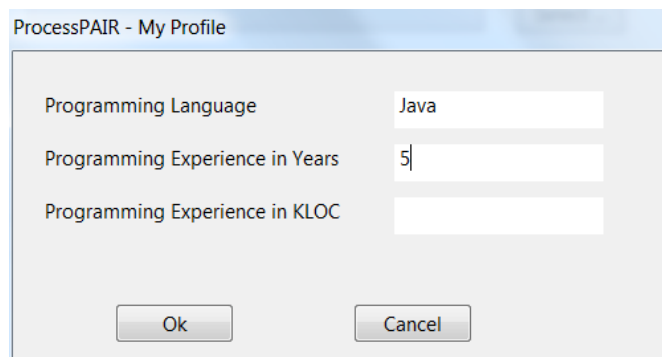 ProcessPAIR - My Profile
Programming Language Java
Programming Experience in Years 5
Programming Experience in KLOC
Ok Cancel